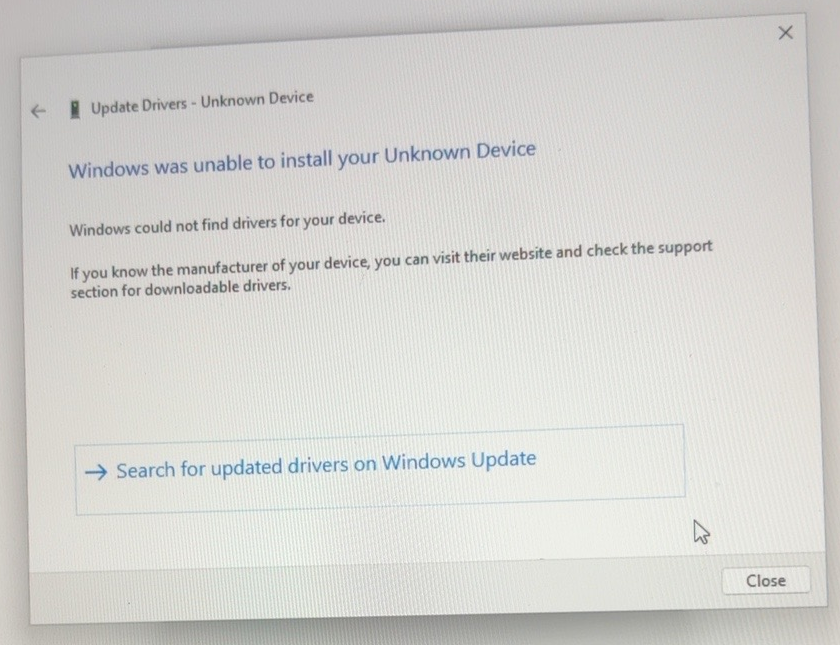 Update Drivers - Unknown Device
Windows was unable to install your Unknown Device
Windows could not find drivers for your device.
If you know the manufacturer of your device, you can visit their website and check the support
section for downloadable drivers.
Search for updated drivers on Windows Update
Close